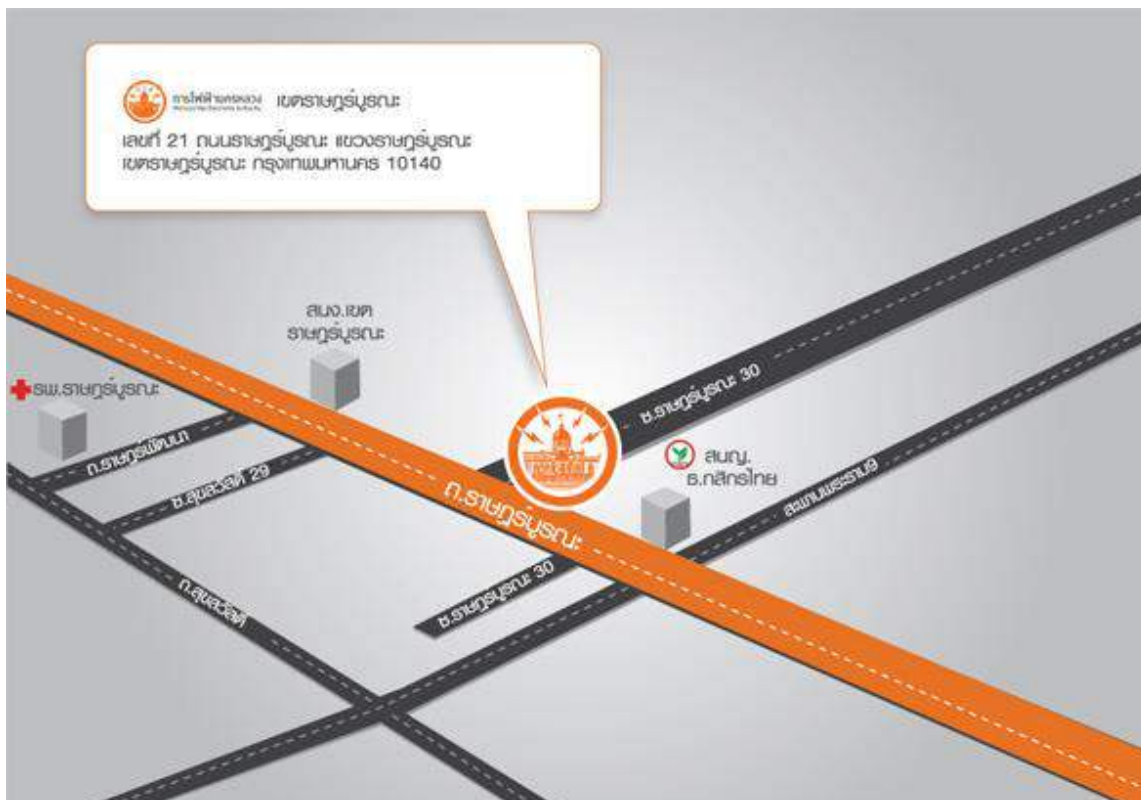 การไฟฟ้านครหลวง เขตราษฎร์บูรณะ
เลขที่ 21 ถนนราษฎร์บูรณะ แขวงราษฎร์บูรณะ
เขตราษฎร์บูรณะ กรุงเทพมหานคร 10140
สนง.เขต
ราษฎร์บูรณะ
รพ.ราษฎร์บูรณะ
ถ.ราษฎร์พัฒนา
ซ.สุขสวัสดิ์ 29
ซ.ราษฎร์บูรณะ 30
สนญ.
ธ.กสิกรไทย
ถ.ราษฎร์บูรณะ
สะพานพระราม9
ซ.ราษฎร์บูรณะ 30
ถ.สุขสวัสดิ์